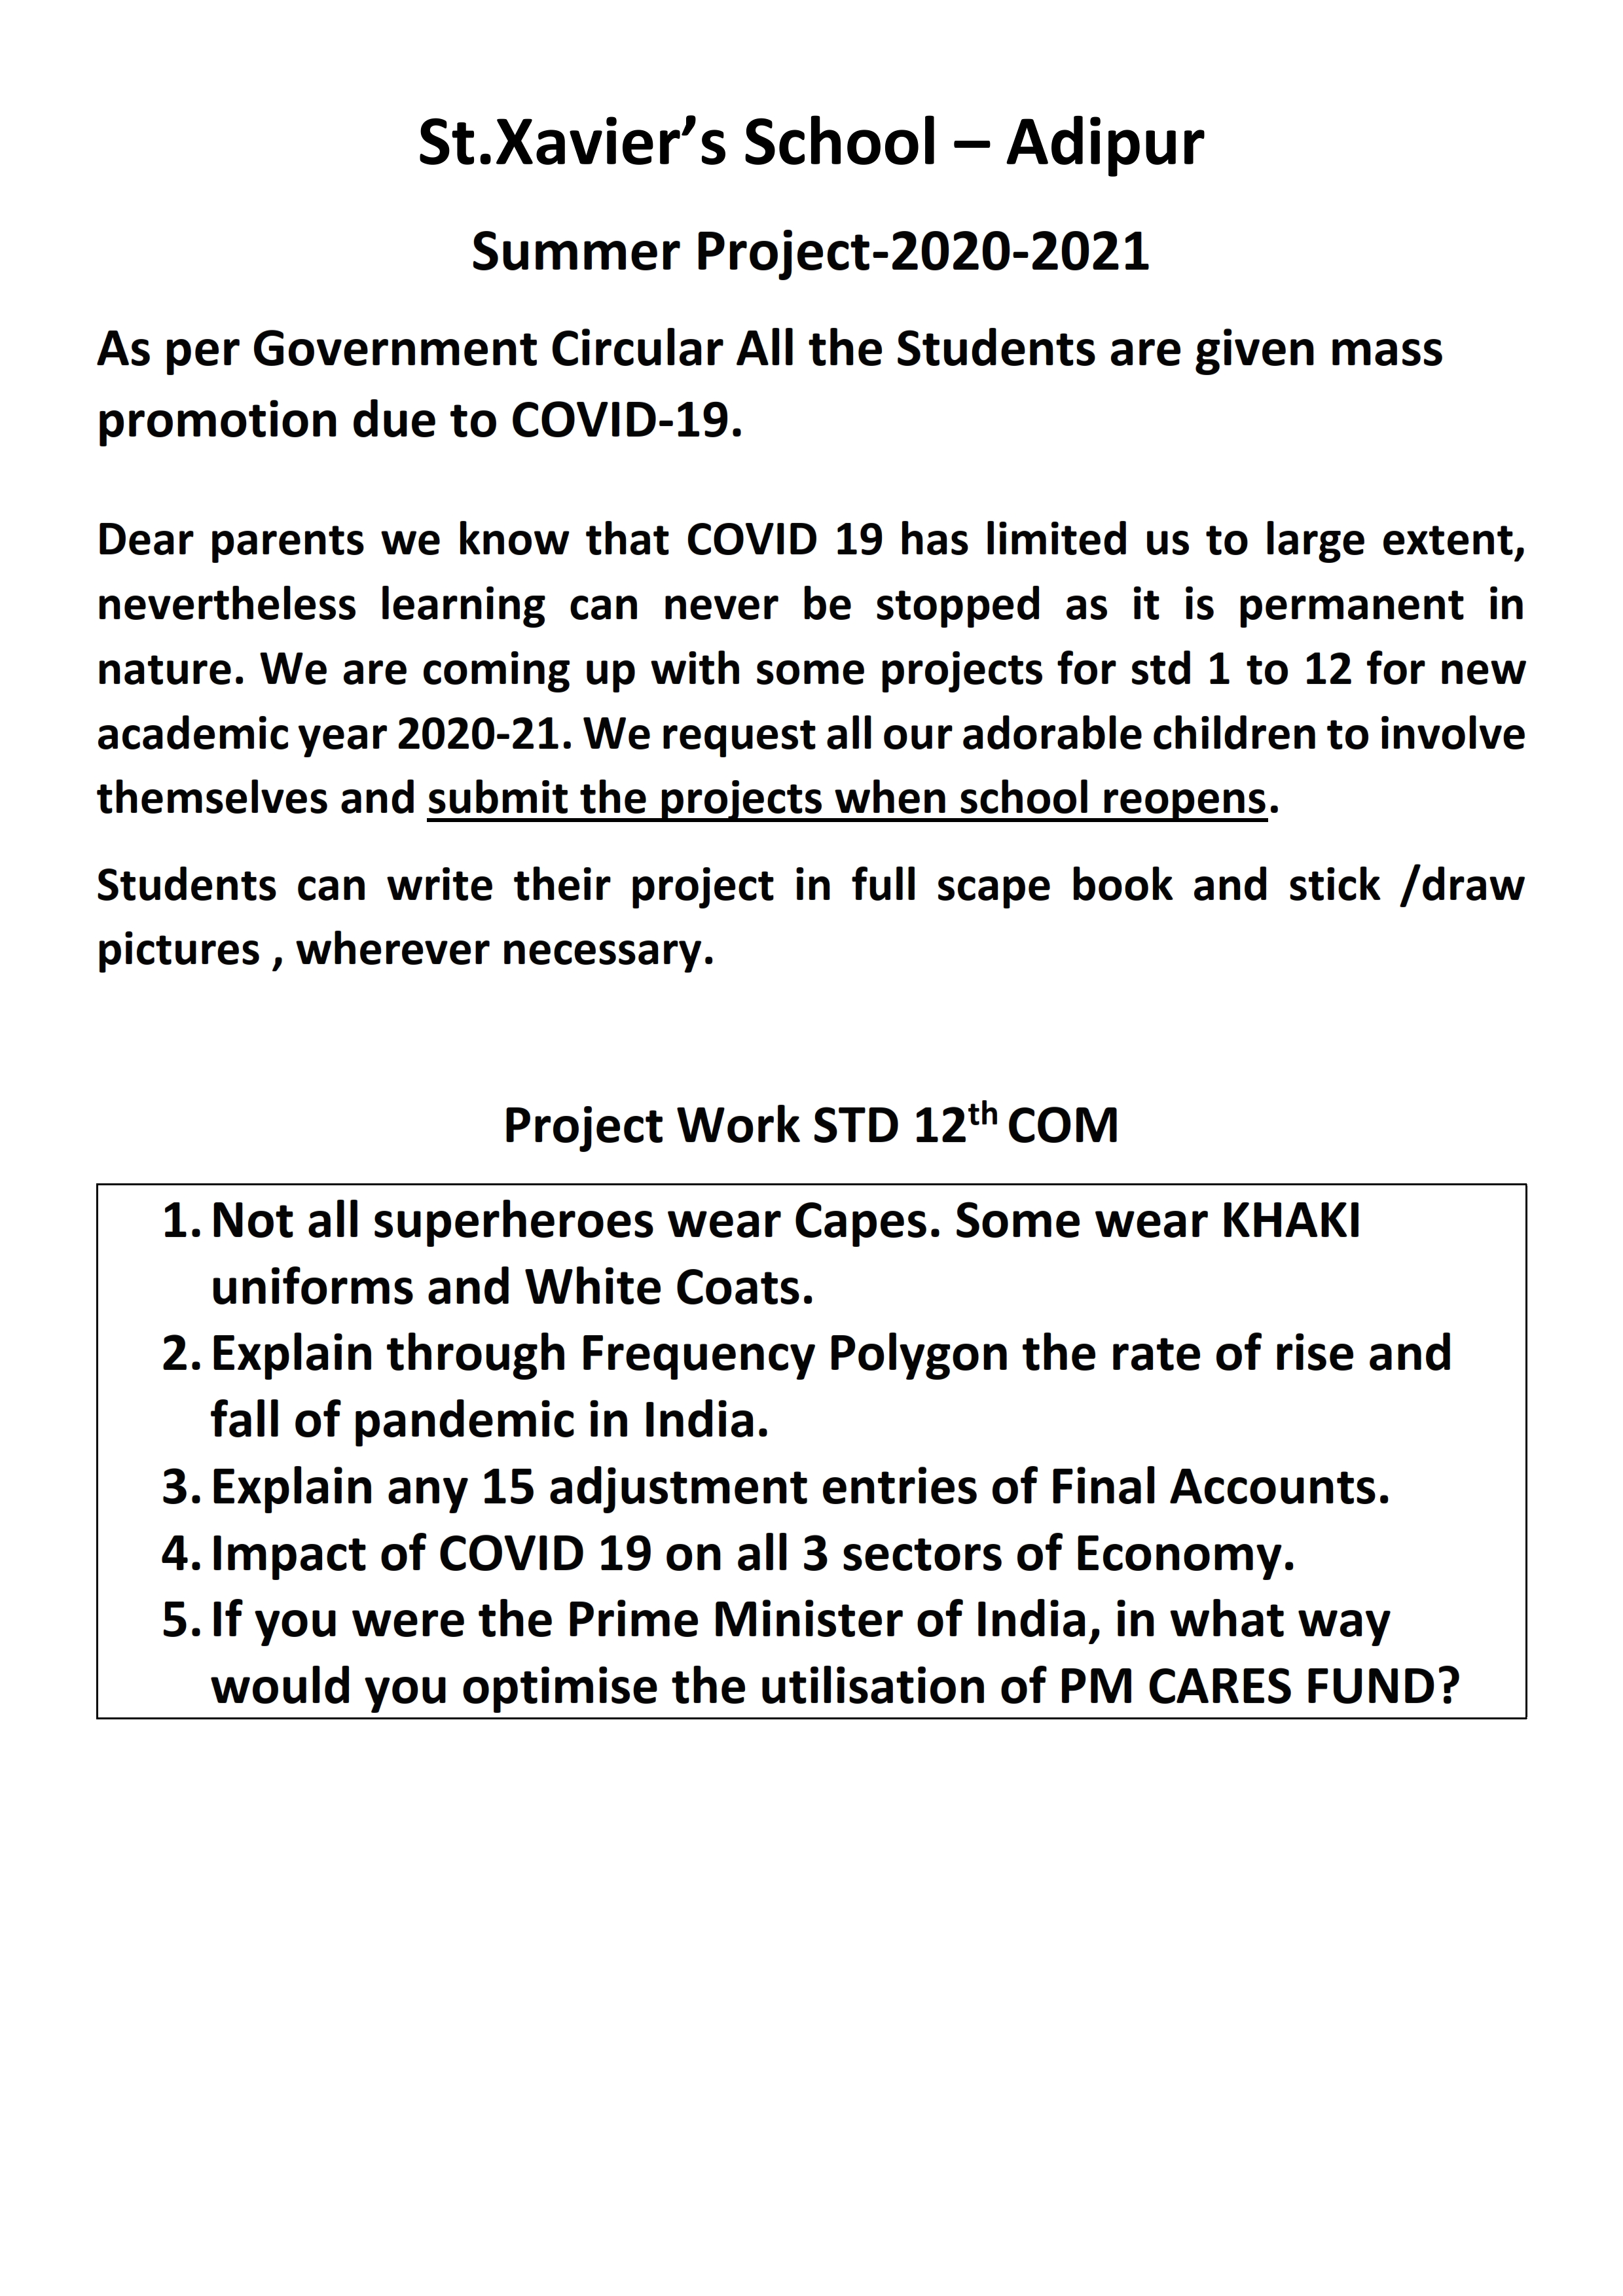 St.Xavier’s School – Adipur
Summer Project-2020-2021
As per Government Circular All the Students are given mass
promotion due to COVID-19.
Dear parents we know that COVID 19 has limited us to large extent,
nevertheless learning can never be stopped as it is permanent in
nature. We are coming up with some projects for std 1 to 12 for new
academic year 2020-21. We request all our adorable children to involve
themselves and submit the projects when school reopens.
Students can write their project in full scape book and stick /draw
pictures , wherever necessary.
Project Work STD 12th COM
1. Not all superheroes wear Capes. Some wear KHAKI
uniforms and White Coats.
2. Explain through Frequency Polygon the rate of rise and
fall of pandemic in India.
3. Explain any 15 adjustment entries of Final Accounts.
4. Impact of COVID 19 on all 3 sectors of Economy.
5. If you were the Prime Minister of India, in what way
would you optimise the utilisation of PM CARES FUND?